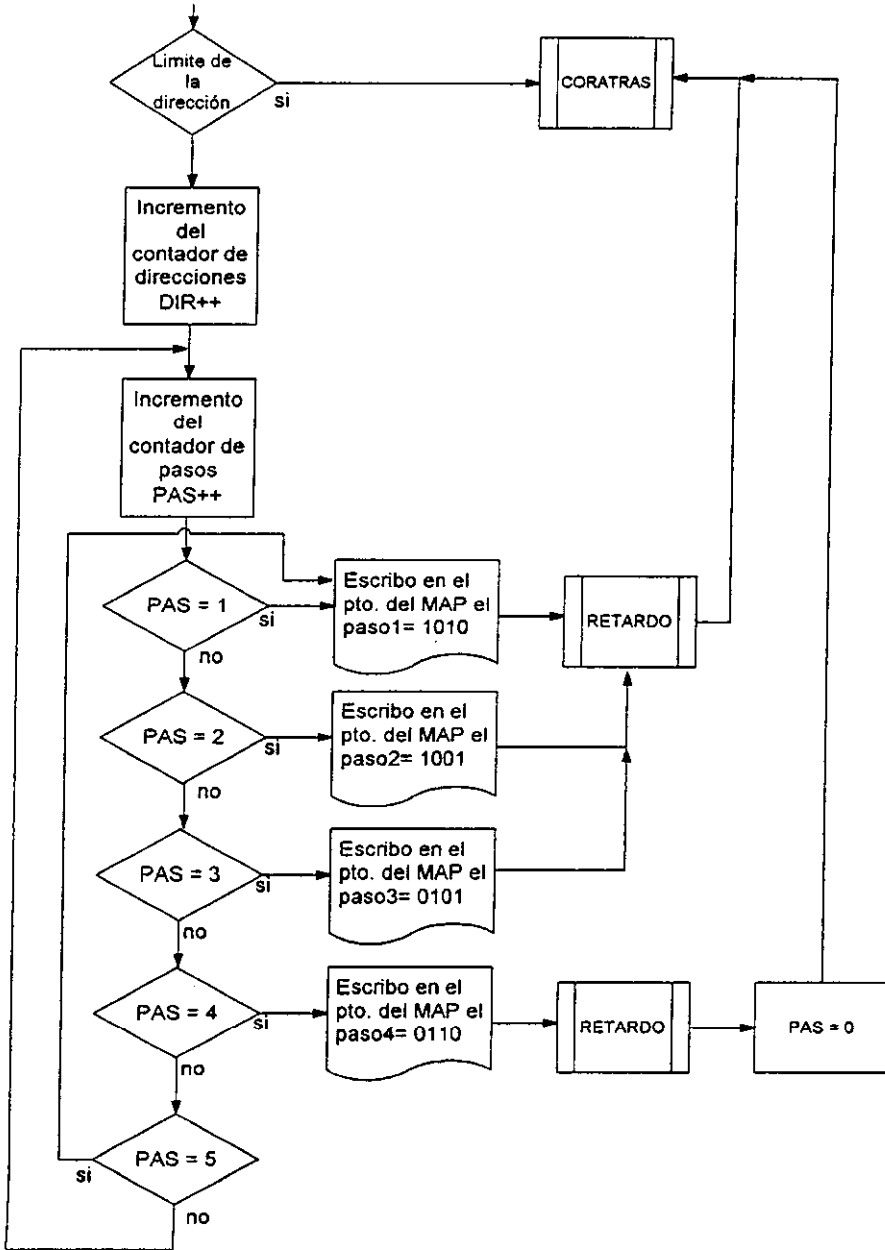 Limite de
la
dirección
si
CORATRAS
Incremento
del
contador de
direcciones
DIR++
Incremento
del
contador de
pasos
PAS++
PAS = 1
si
no
Escribo en el
pto. del MAP el
paso1= 1010
RETARDO
PAS = 2
si
no
Escribo en el
pto. del MAP el
paso2= 1001
PAS = 3
si
no
Escribo en el
pto. del MAP el
paso3= 0101
PAS = 4
si
no
Escribo en el
pto. del MAP el
paso4= 0110
RETARDO
PAS = 0
PAS = 5
si
no